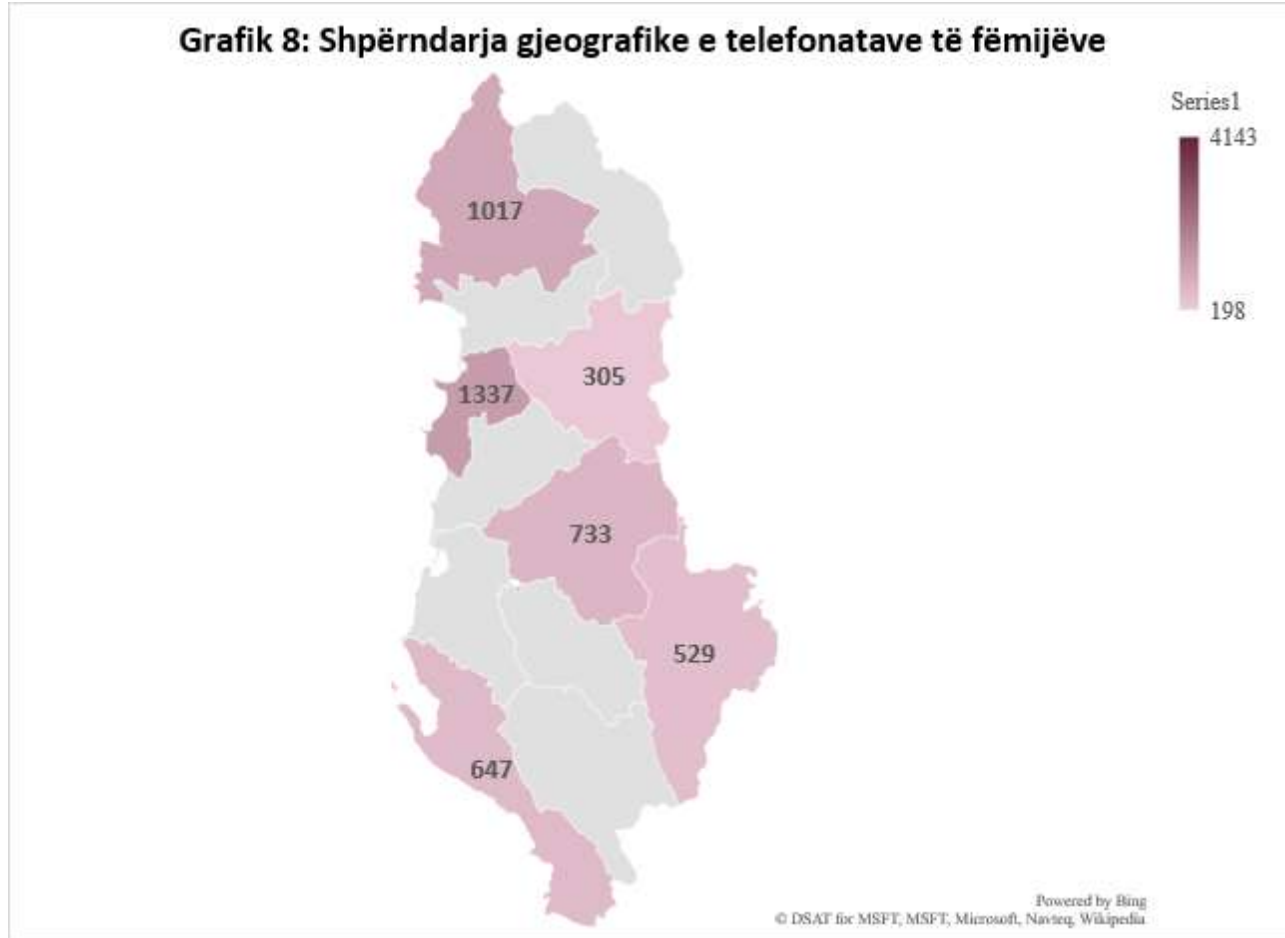 Grafik 8: Shpërndarja gjeografike e telefonatave të fëmijëve
Series1
4143
198
1017
305
1337
733
529
647
Powered by Bing
© DSAT for MSFT, MSFT, Microsoft, Navteq, Wikipedia